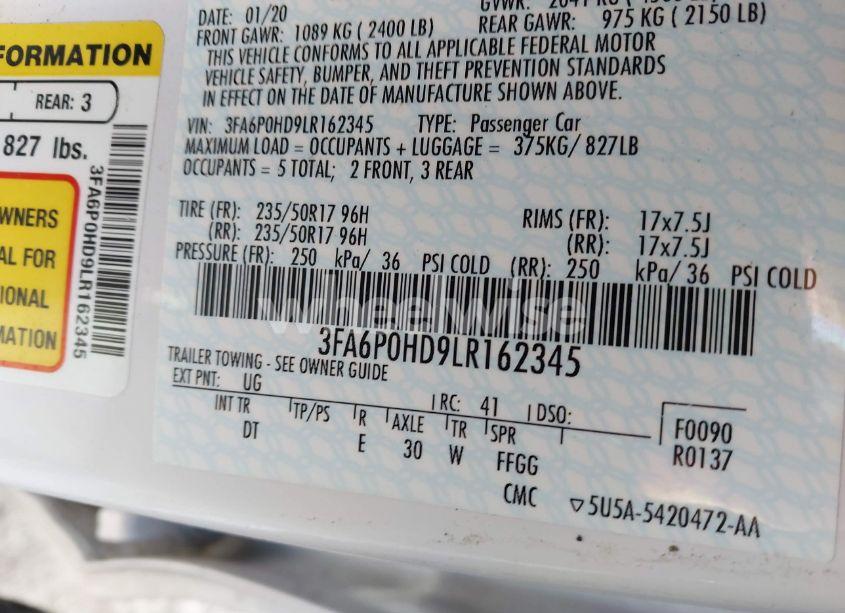 FORMATION
REAR: 3
827 lbs.
3FA6P0HD9LR162345
WNERS
AL FOR
IONAL
MATION
DATE: 01/20
FRONT GAWR: 1089 KG ( 2400 LB)
REAR GAWR: 975 KG ( 2150 LB)
THIS VEHICLE CONFORMS TO ALL APPLICABLE FEDERAL MOTOR
VEHICLE SAFETY, BUMPER, AND THEFT PREVENTION STANDARDS
IN EFFECT ON THE DATE OF MANUFACTURE SHOWN ABOVE.
VIN: 3FA6P0HD9LR162345 TYPE: Passenger Car
MAXIMUM LOAD = OCCUPANTS + LUGGAGE = 375KG/ 827LB
OCCUPANTS = 5 TOTAL; 2 FRONT, 3 REAR
TIRE (FR): 235/50R17 96H RIMS (FR): 17x7.5J
(RR): 235/50R17 96H (RR): 17x7.5J
PRESSURE (FR): 250 kPa/ 36 PSI COLD (RR): 250 kPa/ 36 PSI COLD
wheelwise
3FA6P0HD9LR162345
TRAILER TOWING - SEE OWNER GUIDE
EXT PNT: UG RC: 41 DSO:
INT TR TP/PS R AXLE TR SPR F0090
DT E 30 W FFGG R0137
CMC ▽5U5A-5420472-AA